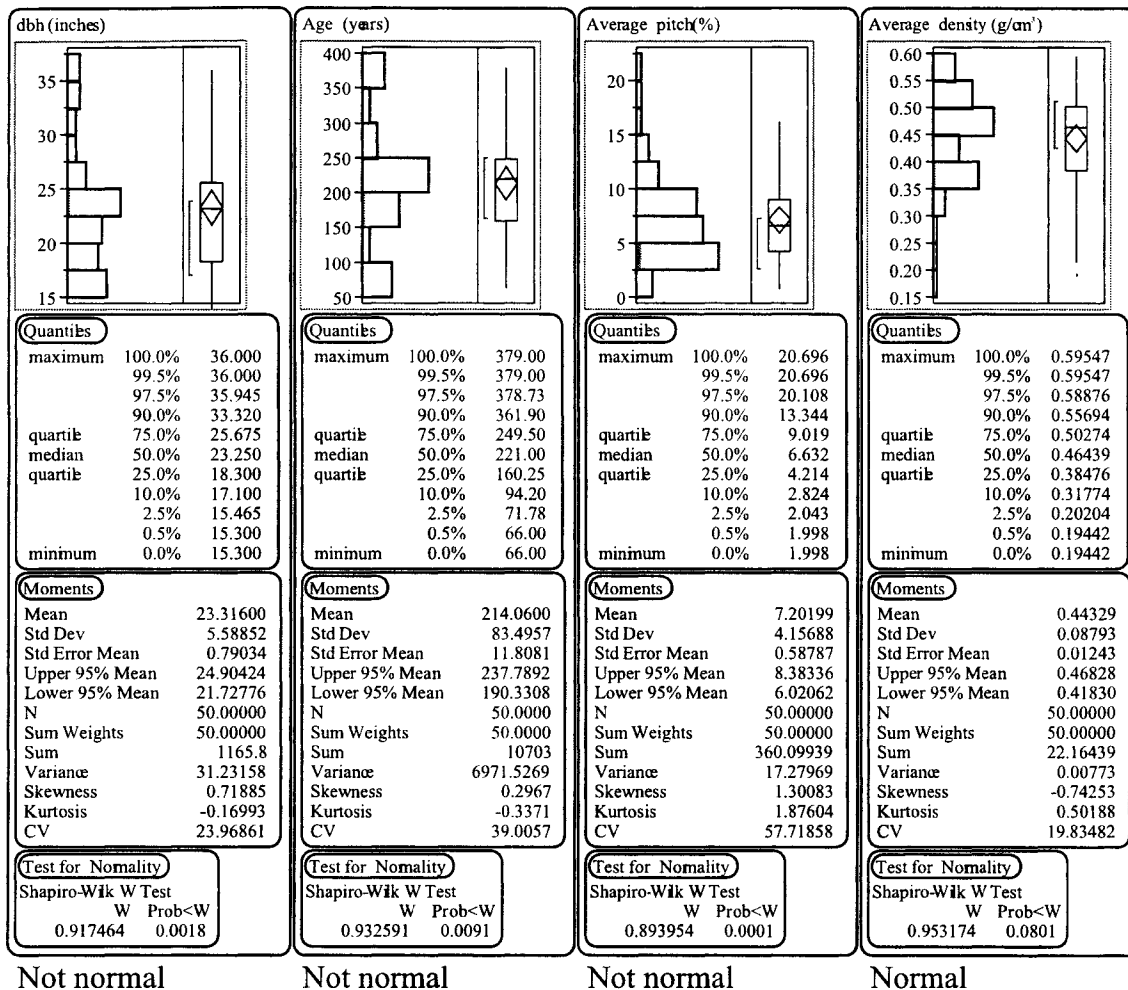 dbh (inches)
35
30
25
20
15
Quantiles
maximum 100.0% 36.000
99.5% 36.000
97.5% 35.945
90.0% 33.320
quartile 75.0% 25.675
median 50.0% 23.250
quartile 25.0% 18.300
10.0% 17.100
2.5% 15.465
0.5% 15.300
minimum 0.0% 15.300
Moments
Mean 23.31600
Std Dev 5.58852
Std Error Mean 0.79034
Upper 95% Mean 24.90424
Lower 95% Mean 21.72776
N 50.00000
Sum Weights 50.00000
Sum 1165.8
Variance 31.23158
Skewness 0.71885
Kurtosis -0.16993
CV 23.96861
Test for Normality
Shapiro-Wilk W Test
W Prob<W
0.917464 0.0018
Not normal
Age (years)
400
350
300
250
200
150
100
50
Quantiles
maximum 100.0% 379.00
99.5% 379.00
97.5% 378.73
90.0% 361.90
quartile 75.0% 249.50
median 50.0% 221.00
quartile 25.0% 160.25
10.0% 94.20
2.5% 71.78
0.5% 66.00
minimum 0.0% 66.00
Moments
Mean 214.0600
Std Dev 83.4957
Std Error Mean 11.8081
Upper 95% Mean 237.7892
Lower 95% Mean 190.3308
N 50.0000
Sum Weights 50.0000
Sum 10703
Variance 6971.5269
Skewness 0.2967
Kurtosis -0.3371
CV 39.0057
Test for Normality
Shapiro-Wilk W Test
W Prob<W
0.932591 0.0091
Not normal
Average pitch(%)
20
15
10
5
0
Quantiles
maximum 100.0% 20.696
99.5% 20.696
97.5% 20.108
90.0% 13.344
quartile 75.0% 9.019
median 50.0% 6.632
quartile 25.0% 4.214
10.0% 2.824
2.5% 2.043
0.5% 1.998
minimum 0.0% 1.998
Moments
Mean 7.20199
Std Dev 4.15688
Std Error Mean 0.58787
Upper 95% Mean 8.38336
Lower 95% Mean 6.02062
N 50.00000
Sum Weights 50.00000
Sum 360.09939
Variance 17.27969
Skewness 1.30083
Kurtosis 1.87604
CV 57.71858
Test for Normality
Shapiro-Wilk W Test
W Prob<W
0.893954 0.0001
Not normal
Average density (g/cm³)
0.60
0.55
0.50
0.45
0.40
0.35
0.30
0.25
0.20
0.15
Quantiles
maximum 100.0% 0.59547
99.5% 0.59547
97.5% 0.58876
90.0% 0.55694
quartile 75.0% 0.50274
median 50.0% 0.46439
quartile 25.0% 0.38476
10.0% 0.31774
2.5% 0.20204
0.5% 0.19442
minimum 0.0% 0.19442
Moments
Mean 0.44329
Std Dev 0.08793
Std Error Mean 0.01243
Upper 95% Mean 0.46828
Lower 95% Mean 0.41830
N 50.00000
Sum Weights 50.00000
Sum 22.16439
Variance 0.00773
Skewness -0.74253
Kurtosis 0.50188
CV 19.83482
Test for Normality
Shapiro-Wilk W Test
W Prob<W
0.953174 0.0801
Normal